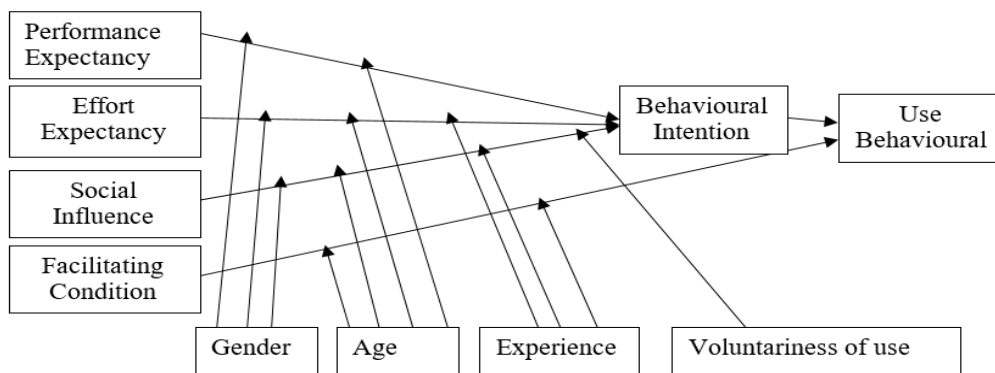 Performance
Expectancy
Effort
Expectancy
Social
Influence
Facilitating
Condition
Behavioural
Intention
Use
Behavioural
Gender
Age
Experience
Voluntariness of use